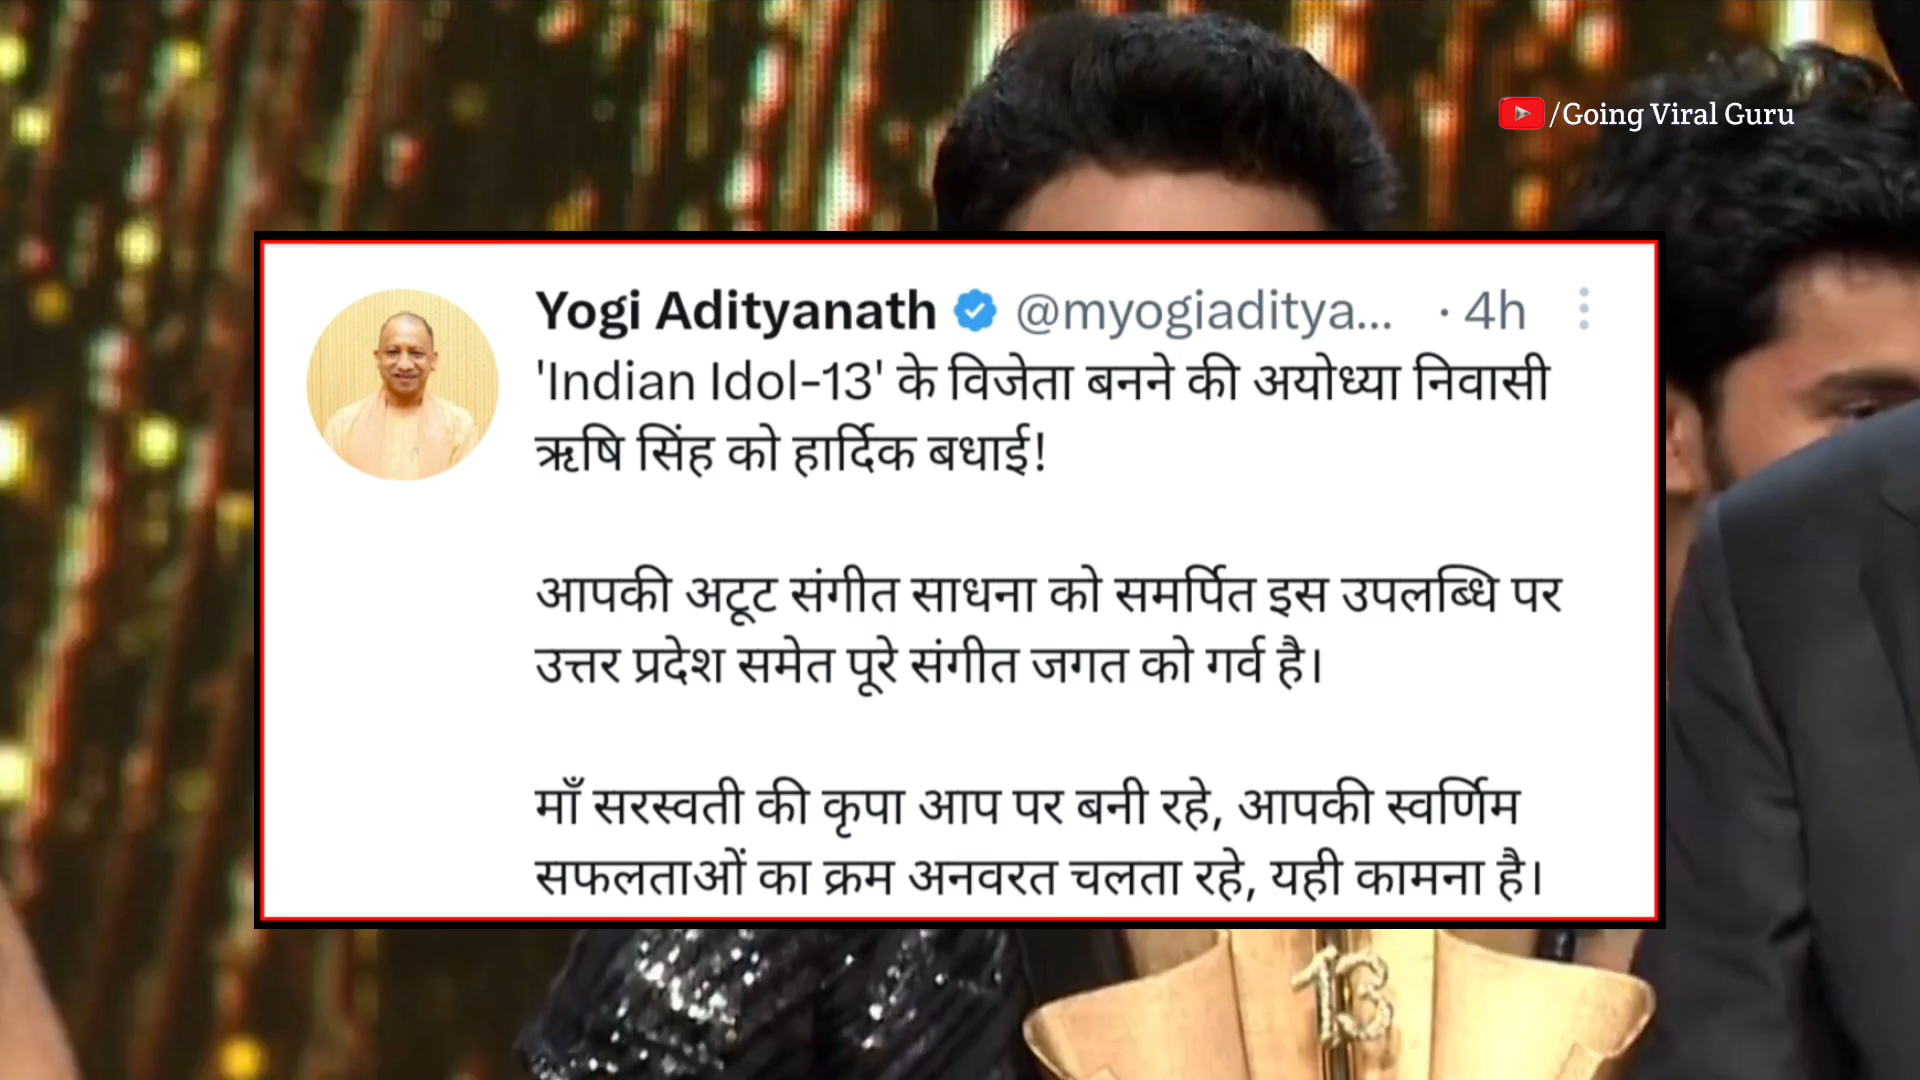 /Going Viral Guru
Yogi Adityanath @myogiaditya... · 4h
'Indian Idol-13' के विजेता बनने की अयोध्या निवासी
ऋषि सिंह को हार्दिक बधाई!
आपकी अटूट संगीत साधना को समर्पित इस उपलब्धि पर
उत्तर प्रदेश समेत पूरे संगीत जगत को गर्व है।
माँ सरस्वती की कृपा आप पर बनी रहे, आपकी स्वर्णिम
सफलताओं का क्रम अनवरत चलता रहे, यही कामना है।
13